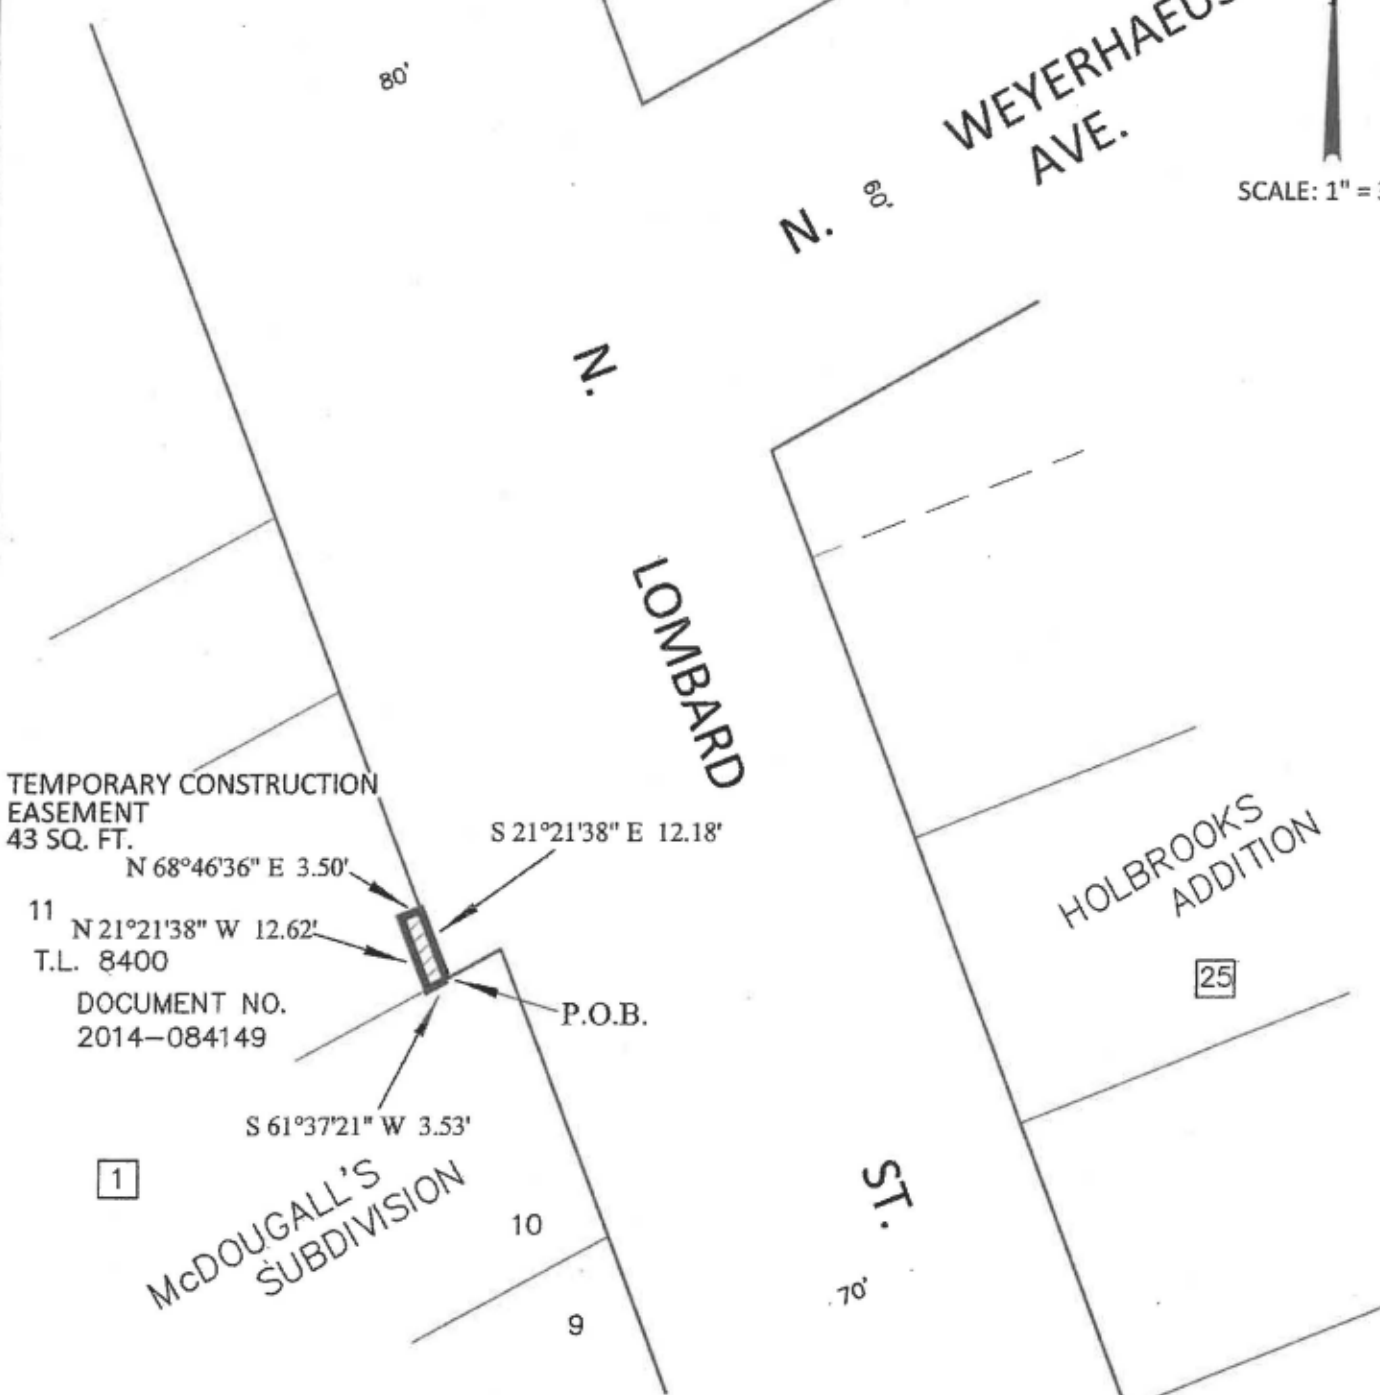 80'
WEYERHAEUS
AVE.
N.
60'
SCALE: 1" =
N.
LOMBARD
ST.
TEMPORARY CONSTRUCTION
EASEMENT
43 SQ. FT.
S 21°21'38" E 12.18'
N 68°46'36" E 3.50'
11
N 21°21'38" W 12.62'
T.L. 8400
DOCUMENT NO.
2014-084149
P.O.B.
S 61°37'21" W 3.53'
HOLBROOKS
ADDITION
25
1
McDOUGALL'S
SUBDIVISION
10
9
70'